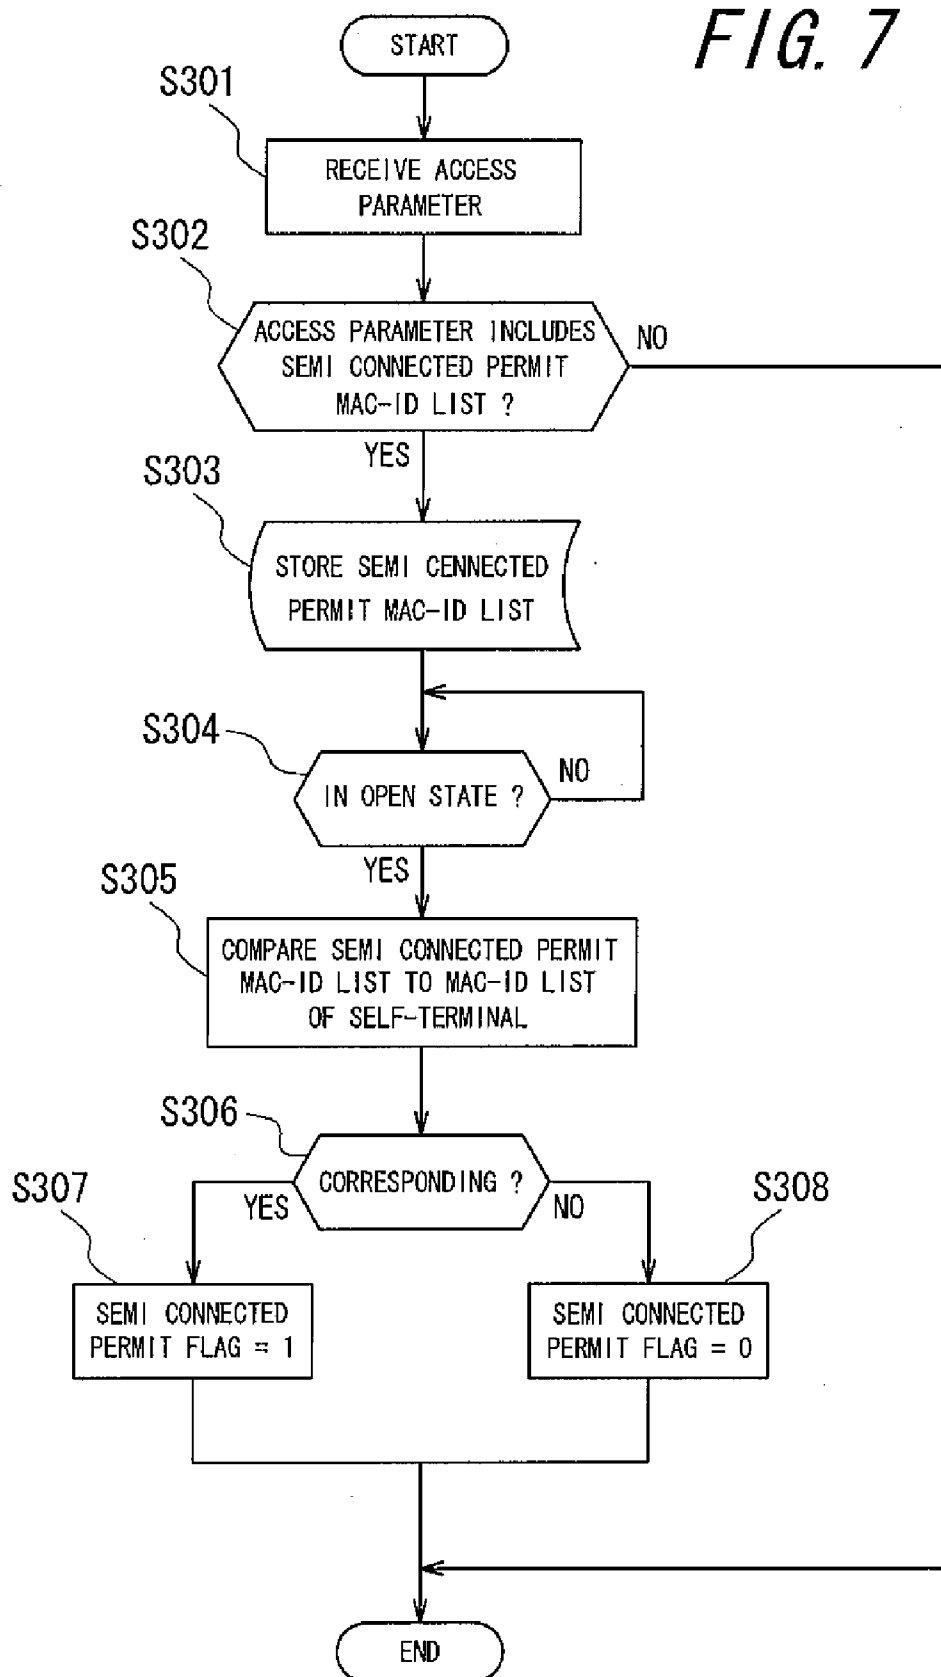 FIG. 7
START
S301
RECEIVE ACCESS
PARAMETER
S302
ACCESS PARAMETER INCLUDES
SEMI CONNECTED PERMIT
MAC-ID LIST ?
NO
YES
S303
STORE SEMI CENNECTED
PERMIT MAC-ID LIST
S304
IN OPEN STATE ?
NO
YES
S305
COMPARE SEMI CONNECTED PERMIT
MAC-ID LIST TO MAC-ID LIST
OF SELF-TERMINAL
S306
CORRESPONDING ?
YES
NO
S307
SEMI CONNECTED
PERMIT FLAG = 1
S308
SEMI CONNECTED
PERMIT FLAG = 0
END